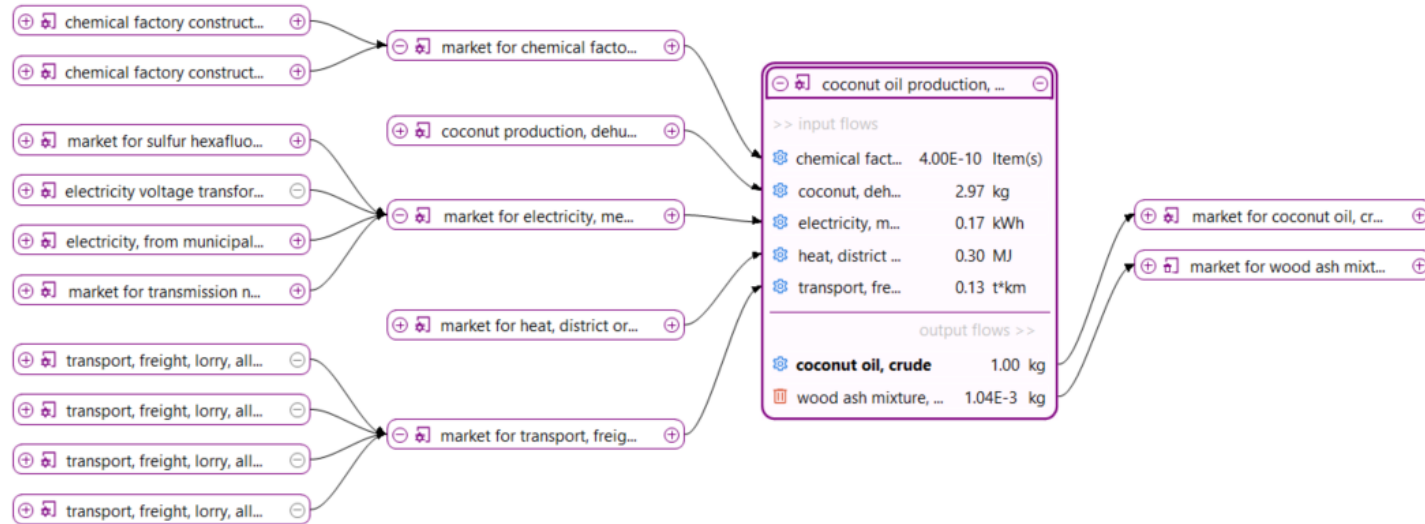 chemical factory construct...
chemical factory construct...
market for sulfur hexafluo...
electricity voltage transfor...
electricity, from municipal...
market for transmission n...
transport, freight, lorry, all...
transport, freight, lorry, all...
transport, freight, lorry, all...
transport, freight, lorry, all...
market for chemical facto...
coconut production, dehu...
market for electricity, me...
market for heat, district or...
market for transport, freig...
coconut oil production, ...
>> input flows
chemical fact... 4.00E-10 Item(s)
coconut, deh... 2.97 kg
electricity, m... 0.17 kWh
heat, district ... 0.30 MJ
transport, fre... 0.13 t*km
output flows >>
coconut oil, crude 1.00 kg
wood ash mixture, ... 1.04E-3 kg
market for coconut oil, cr...
market for wood ash mixt...